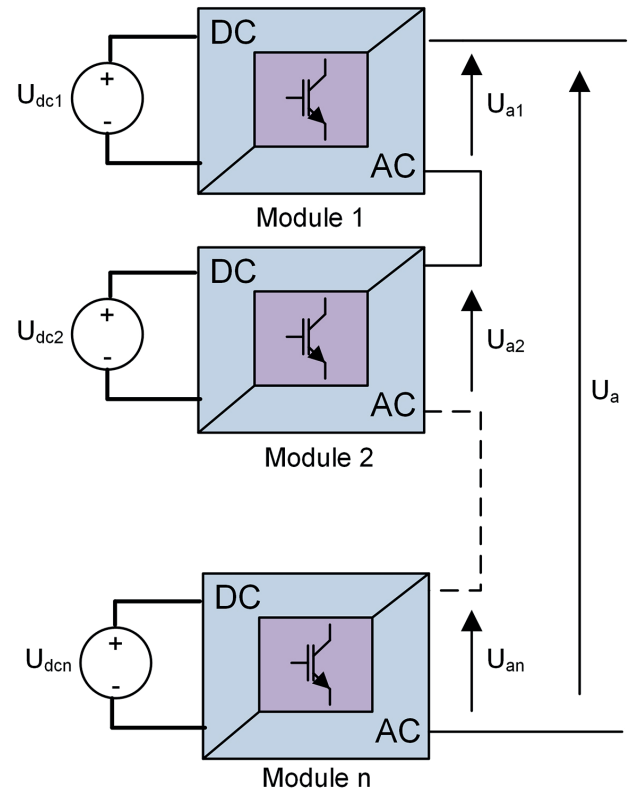 DC
+
U_dc1
-
U_a1
AC
Module 1
DC
+
U_dc2
-
U_a2
AC
U_a
Module 2
DC
+
U_dcn
-
U_an
AC
Module n